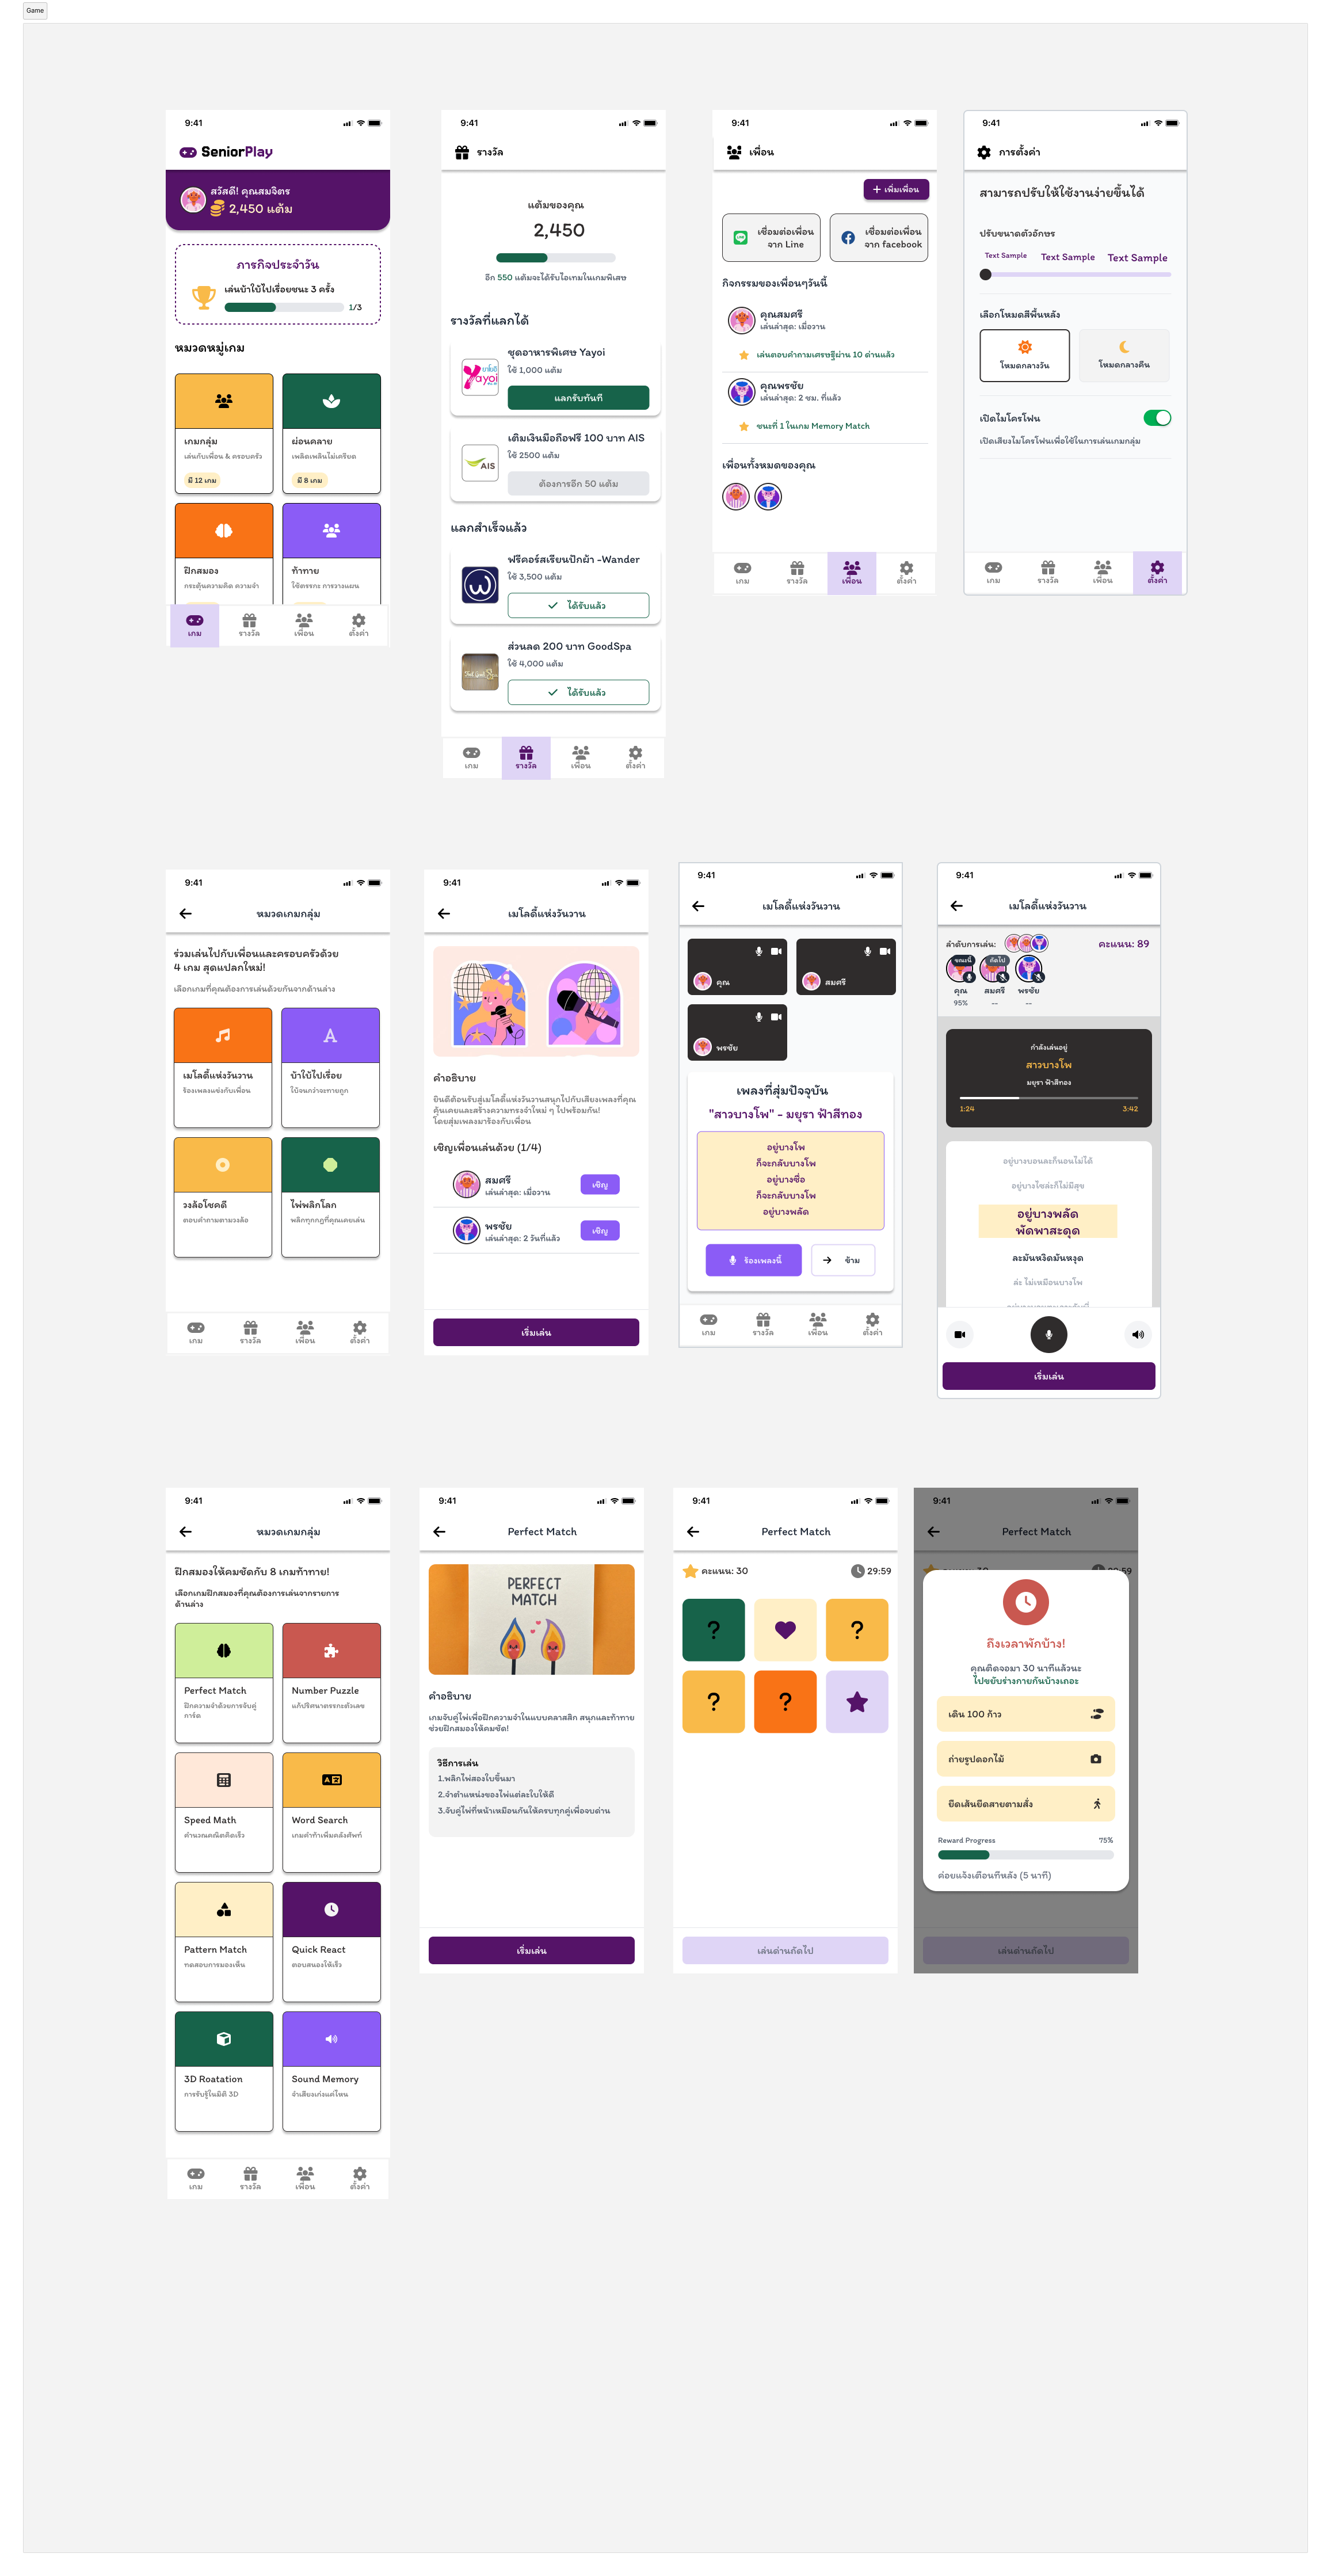 Game
9:41
SeniorPlay
สวัสดี! คุณสมจิตร
2,450 แต้ม
ภารกิจประจำวัน
เล่นบ้าใบ้ไปเรื่อยชนะ 3 ครั้ง
1/3
หมวดหมู่เกม
เกมกลุ่ม
เล่นกับเพื่อน & ครอบครัว
มี 12 เกม
ผ่อนคลาย
เพลิดเพลินไม่เครียด
มี 8 เกม
ฝึกสมอง
กระตุ้นความคิด ความจำ
ท้าทาย
ใช้ตรรกะ การวางแผน
เกม
รางวัล
เพื่อน
ตั้งค่า
9:41
รางวัล
แต้มของคุณ
2,450
อีก 550 แต้มจะได้รับไอเทมในเกมพิเศษ
รางวัลที่แลกได้
ชุดอาหารพิเศษ Yayoi
ใช้ 1,000 แต้ม
แลกรับทันที
ยาโยอิ
Yayoi
เติมเงินมือถือฟรี 100 บาท AIS
ใช้ 2500 แต้ม
ต้องการอีก 50 แต้ม
AIS
แลกสำเร็จแล้ว
ฟรีคอร์สเรียนปักผ้า -Wander
ใช้ 3,500 แต้ม
ได้รับแล้ว
ส่วนลด 200 บาท GoodSpa
ใช้ 4,000 แต้ม
ได้รับแล้ว
เกม
รางวัล
เพื่อน
ตั้งค่า
9:41
เพื่อน
เพิ่มเพื่อน
เชื่อมต่อเพื่อน
จาก Line
เชื่อมต่อเพื่อน
จาก facebook
กิจกรรมของเพื่อนๆวันนี้
คุณสมศรี
เล่นล่าสุด: เมื่อวาน
เล่นตอบคำถามเศรษฐีผ่าน 10 ด่านแล้ว
คุณพรชัย
เล่นล่าสุด: 2 ชม. ที่แล้ว
ชนะที่ 1 ในเกม Memory Match
เพื่อนทั้งหมดของคุณ
เกม
รางวัล
เพื่อน
ตั้งค่า
9:41
การตั้งค่า
สามารถปรับให้ใช้งานง่ายขึ้นได้
ปรับขนาดตัวอักษร
Text Sample
Text Sample
Text Sample
เลือกโหมดสีพื้นหลัง
โหมดกลางวัน
โหมดกลางคืน
เปิดไมโครโฟน
เปิดเสียงไมโครโฟนเพื่อใช้ในการเล่นเกมกลุ่ม
เกม
รางวัล
เพื่อน
ตั้งค่า
9:41
หมวดเกมกลุ่ม
ร่วมเล่นไปกับเพื่อนและครอบครัวด้วย
4 เกม สุดแปลกใหม่!
เลือกเกมที่คุณต้องการเล่นด้วยกันจากด้านล่าง
เมโลดี้แห่งวันวาน
ร้องเพลงแข่งกับเพื่อน
A
บ้าใบ้ไปเรื่อย
ใบ้จนกว่าจะทายถูก
วงล้อโชคดี
ตอบคำถามตามวงล้อ
ไพ่พลิกโลก
พลิกทุกกฎที่คุณเคยเล่น
เกม
รางวัล
เพื่อน
ตั้งค่า
9:41
เมโลดี้แห่งวันวาน
คำอธิบาย
ยินดีต้อนรับสู่เมโลดี้แห่งวันวานสนุกไปกับเสียงเพลงที่คุณ
คุ้นเคยและสร้างความทรงจำใหม่ ๆ ไปพร้อมกัน!
โดยสุ่มเพลงมาร้องกับเพื่อน
เชิญเพื่อนเล่นด้วย (1/4)
สมศรี
เล่นล่าสุด: เมื่อวาน
เชิญ
พรชัย
เล่นล่าสุด: 2 วันที่แล้ว
เชิญ
เริ่มเล่น
9:41
เมโลดี้แห่งวันวาน
คุณ
สมศรี
พรชัย
เพลงที่สุ่มปัจจุบัน
"สาวบางโพ" - มยุรา ฟ้าสีทอง
อยู่บางโพ
ก็จะกลับบางโพ
อยู่บางซื่อ
ก็จะกลับบางโพ
อยู่บางพลัด
ร้องเพลงนี้
ข้าม
เกม
รางวัล
เพื่อน
ตั้งค่า
9:41
เมโลดี้แห่งวันวาน
ลำดับการเล่น:
คะแนน: 89
ขณะนี้
ถัดไป
คุณ
สมศรี
พรชัย
95%
--
--
กำลังเล่นอยู่
สาวบางโพ
มยุรา ฟ้าสีทอง
1:24
3:42
อยู่บางบอนละก็นอนไม่ได้
อยู่บางไซล่ะก็ไม่มีสุข
อยู่บางพลัด
พัดพาสะดุด
ละมันหงิดมันหงุด
ล่ะ ไม่เหมือนบางโพ
เริ่มเล่น
9:41
หมวดเกมกลุ่ม
ฝึกสมองให้คมชัดกับ 8 เกมท้าทาย!
เลือกเกมฝึกสมองที่คุณต้องการเล่นจากรายการ
ด้านล่าง
Perfect Match
ฝึกความจำด้วยการจับคู่
การ์ด
Number Puzzle
แก้ปริศนาตรรกะตัวเลข
Speed Math
คำนวณคณิตคิดเร็ว
Word Search
เกมคำท้าเพิ่มคลังศัพท์
Pattern Match
ทดสอบการมองเห็น
Quick React
ตอบสนองให้เร็ว
3D Roatation
การรับรู้ในมิติ 3D
Sound Memory
จำเสียงเก่งแค่ไหน
เกม
รางวัล
เพื่อน
ตั้งค่า
9:41
Perfect Match
PERFECT
MATCH
คำอธิบาย
เกมจับคู่ไพ่เพื่อฝึกความจำในแบบคลาสสิก สนุกและท้าทาย
ช่วยฝึกสมองให้คมชัด!
วิธีการเล่น
1.พลิกไพ่สองใบขึ้นมา
2.จำตำแหน่งของไพ่แต่ละใบให้ดี
3.จับคู่ไพ่ที่หน้าเหมือนกันให้ครบทุกคู่เพื่อจบด่าน
เริ่มเล่น
9:41
Perfect Match
คะแนน: 30
29:59
?
?
?
?
เล่นด่านถัดไป
9:41
Perfect Match
ถึงเวลาพักบ้าง!
คุณติดจอมา 30 นาทีแล้วนะ
ไปขยับร่างกายกันบ้างเถอะ
เดิน 100 ก้าว
ถ่ายรูปดอกไม้
ยืดเส้นยืดสายตามสั่ง
Reward Progress
75%
ค่อยแจ้งเตือนทีหลัง (5 นาที)
เล่นด่านถัดไป